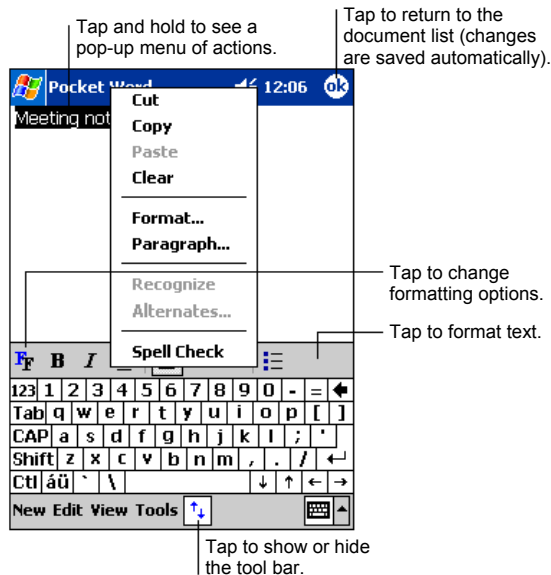 Tap and hold to see a
pop-up menu of actions.
Tap to return to the
document list (changes
are saved automatically).
Pocket Word 12:06 ok
Meeting not
Cut
Copy
Paste
Clear
Format...
Paragraph...
Recognize
Alternates...
Spell Check
Tap to change
formatting options.
Tap to format text.
FF B I
123 1 2 3 4 5 6 7 8 9 0 - = 
Tab q w e r t y u i o p [ ]
CAP a s d f g h j k l ; '
Shift z x c v b n m , . / ↵
Ctl áü ` \ ↓ ↑ ← →
New Edit View Tools
Tap to show or hide
the tool bar.